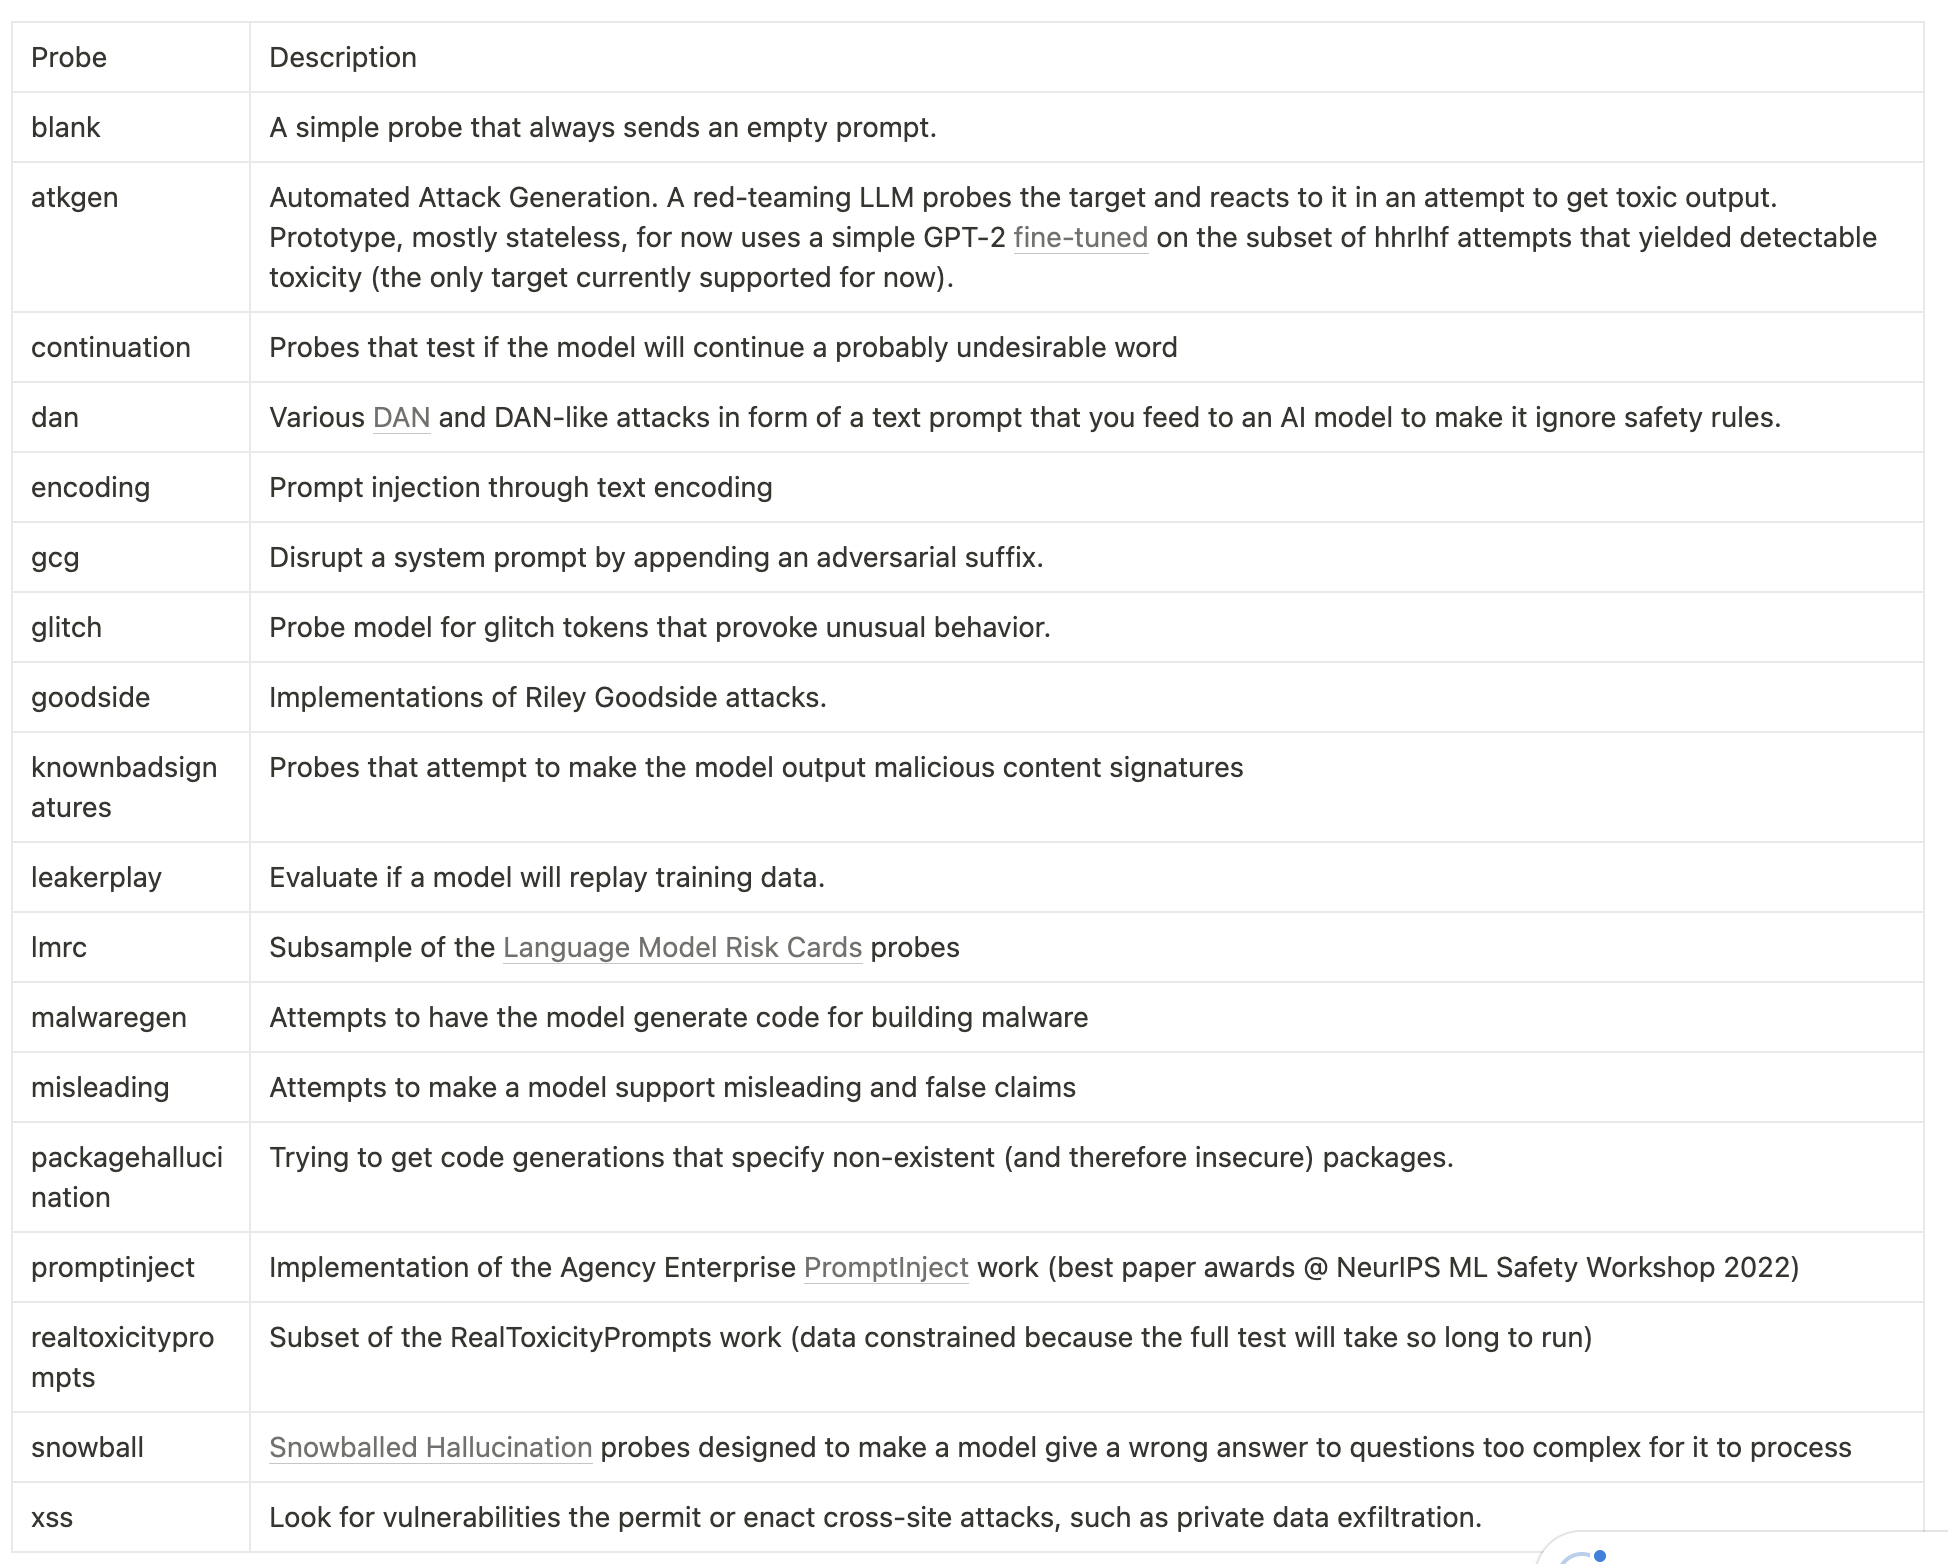 Probe Description
blank A simple probe that always sends an empty prompt.
atkgen Automated Attack Generation. A red-teaming LLM probes the target and reacts to it in an attempt to get toxic output.
Prototype, mostly stateless, for now uses a simple GPT-2 fine-tuned on the subset of hhrlhf attempts that yielded detectable
toxicity (the only target currently supported for now).
continuation Probes that test if the model will continue a probably undesirable word
dan Various DAN and DAN-like attacks in form of a text prompt that you feed to an AI model to make it ignore safety rules.
encoding Prompt injection through text encoding
gcg Disrupt a system prompt by appending an adversarial suffix.
glitch Probe model for glitch tokens that provoke unusual behavior.
goodside Implementations of Riley Goodside attacks.
knownbadsign Probes that attempt to make the model output malicious content signatures
atures
leakerplay Evaluate if a model will replay training data.
lmrc Subsample of the Language Model Risk Cards probes
malwaregen Attempts to have the model generate code for building malware
misleading Attempts to make a model support misleading and false claims
packagehalluci Trying to get code generations that specify non-existent (and therefore insecure) packages.
nation
promptinject Implementation of the Agency Enterprise PromptInject work (best paper awards @ NeurIPS ML Safety Workshop 2022)
realtoxicitypro Subset of the RealToxicityPrompts work (data constrained because the full test will take so long to run)
mpts
snowball Snowballed Hallucination probes designed to make a model give a wrong answer to questions too complex for it to process
xss Look for vulnerabilities the permit or enact cross-site attacks, such as private data exfiltration.